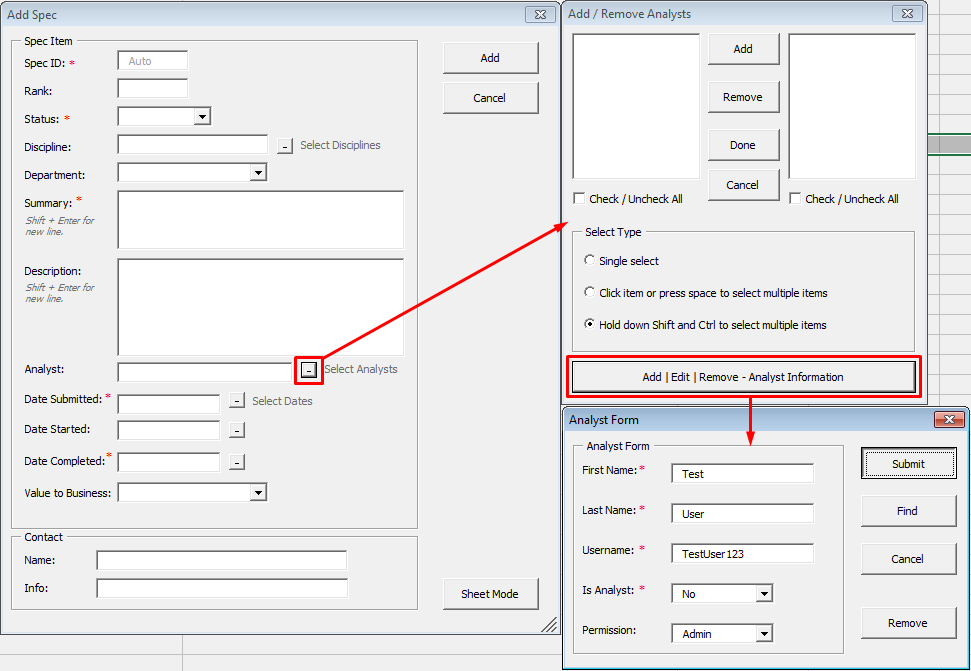 Add Spec
Spec Item
Spec ID: *
Auto
Rank:
Status: *
Discipline:
- Select Disciplines
Department:
Summary: *
Shift + Enter for
new line.
Description:
Shift + Enter for
new line.
Analyst:
- Select Analysts
Date Submitted: *
- Select Dates
Date Started:
-
Date Completed: *
-
Value to Business:
Contact
Name:
Info:
Add
Cancel
Sheet Mode
Add / Remove Analysts
Add
Remove
Done
Cancel
Check / Uncheck All
Check / Uncheck All
Select Type
Single select
Click item or press space to select multiple items
Hold down Shift and Ctrl to select multiple items
Add | Edit | Remove - Analyst Information
Analyst Form
Analyst Form
First Name: *
Test
Last Name: *
User
Username: *
TestUser123
Is Analyst: *
No
Permission:
Admin
Submit
Find
Cancel
Remove